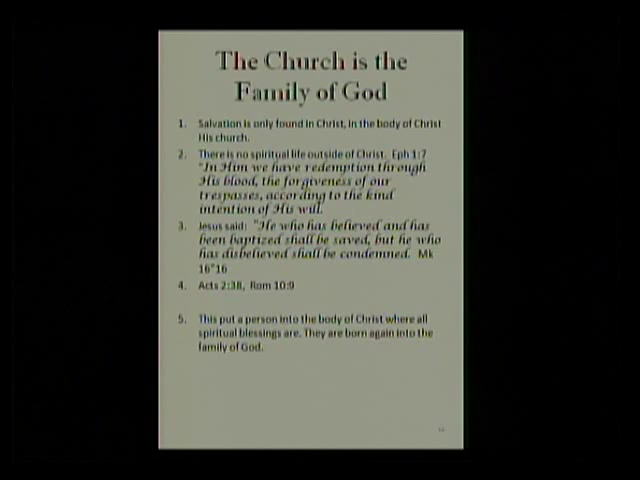 The Church is the
Family of God
1. Salvation is only found in Christ, in the body of Christ
His church.
2. There is no spiritual life outside of Christ. Eph 1:7
"In Him we have redemption through
His blood, the forgiveness of our
trespasses, according to the kind
intention of His will.
3. Jesus said: "He who has believed and has
been baptized shall be saved, but he who
has disbelieved shall be condemned. Mk
16"16
4. Acts 2:38, Rom 10:9
5. This put a person into the body of Christ where all
spiritual blessings are. They are born again into the
family of God.